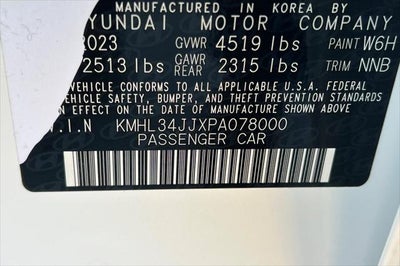 MANUFACTURED IN KOREA BY
HYUNDAI MOTOR COMPANY
2023 GVWR 4519 lbs PAINT W6H
2513 lbs GAWR REAR 2315 lbs TRIM NNB
VEHICLE CONFORMS TO ALL APPLICABLE U.S.A. FEDERAL
VEHICLE SAFETY, BUMPER, AND THEFT PREVENTION STANDARDS
THE DATE OF MANUFACTURE SHOWN ABOVE
V.I.N KMHL34JJXPA078000
PASSENGER CAR